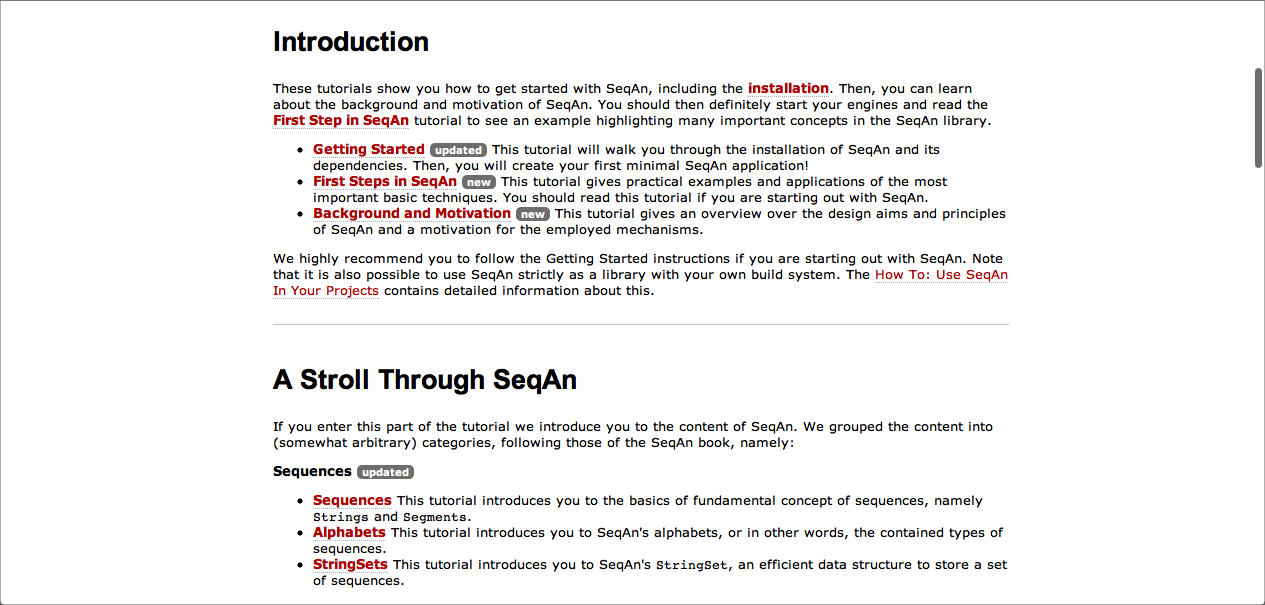 Introduction
These tutorials show you how to get started with SeqAn, including the installation. Then, you can learn
about the background and motivation of SeqAn. You should then definitely start your engines and read the
First Step in SeqAn tutorial to see an example highlighting many important concepts in the SeqAn library.
• Getting Started updated This tutorial will walk you through the installation of SeqAn and its
dependencies. Then, you will create your first minimal SeqAn application!
• First Steps in SeqAn new This tutorial gives practical examples and applications of the most
important basic techniques. You should read this tutorial if you are starting out with SeqAn.
• Background and Motivation new This tutorial gives an overview over the design aims and principles
of SeqAn and a motivation for the employed mechanisms.
We highly recommend you to follow the Getting Started instructions if you are starting out with SeqAn. Note
that it is also possible to use SeqAn strictly as a library with your own build system. The How To: Use SeqAn
In Your Projects contains detailed information about this.
A Stroll Through SeqAn
If you enter this part of the tutorial we introduce you to the content of SeqAn. We grouped the content into
(somewhat arbitrary) categories, following those of the SeqAn book, namely:
Sequences updated
• Sequences This tutorial introduces you to the basics of fundamental concept of sequences, namely
Strings and Segments.
• Alphabets This tutorial introduces you to SeqAn's alphabets, or in other words, the contained types of
sequences.
• StringSets This tutorial introduces you to SeqAn's StringSet, an efficient data structure to store a set
of sequences.